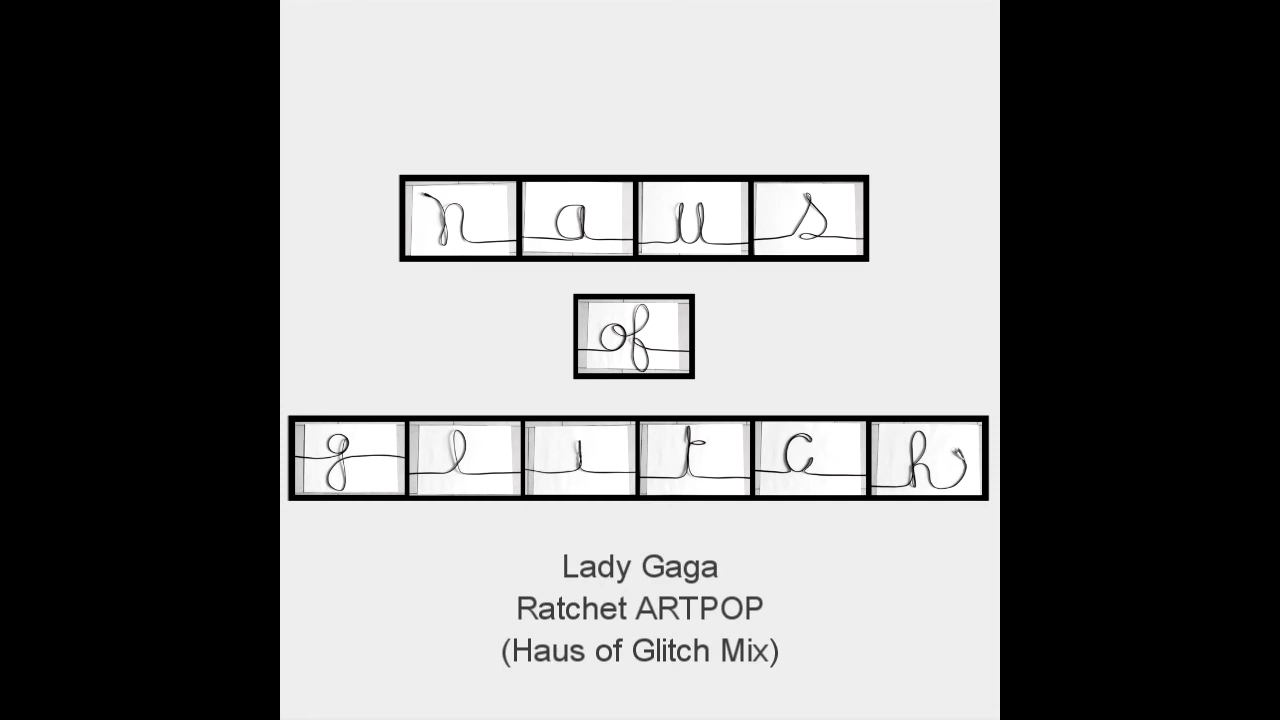 haus
of
glitch
Lady Gaga
Ratchet ARTPOP
(Haus of Glitch Mix)